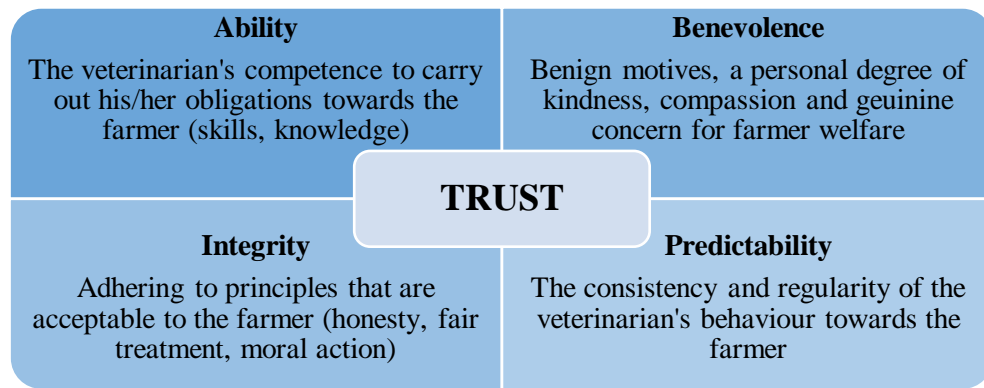 Ability
The veterinarian's competence to carry
out his/her obligations towards the
farmer (skills, knowledge)
Benevolence
Benign motives, a personal degree of
kindness, compassion and geuinine
concern for farmer welfare
TRUST
Integrity
Adhering to principles that are
acceptable to the farmer (honesty, fair
treatment, moral action)
Predictability
The consistency and regularity of the
veterinarian's behaviour towards the
farmer